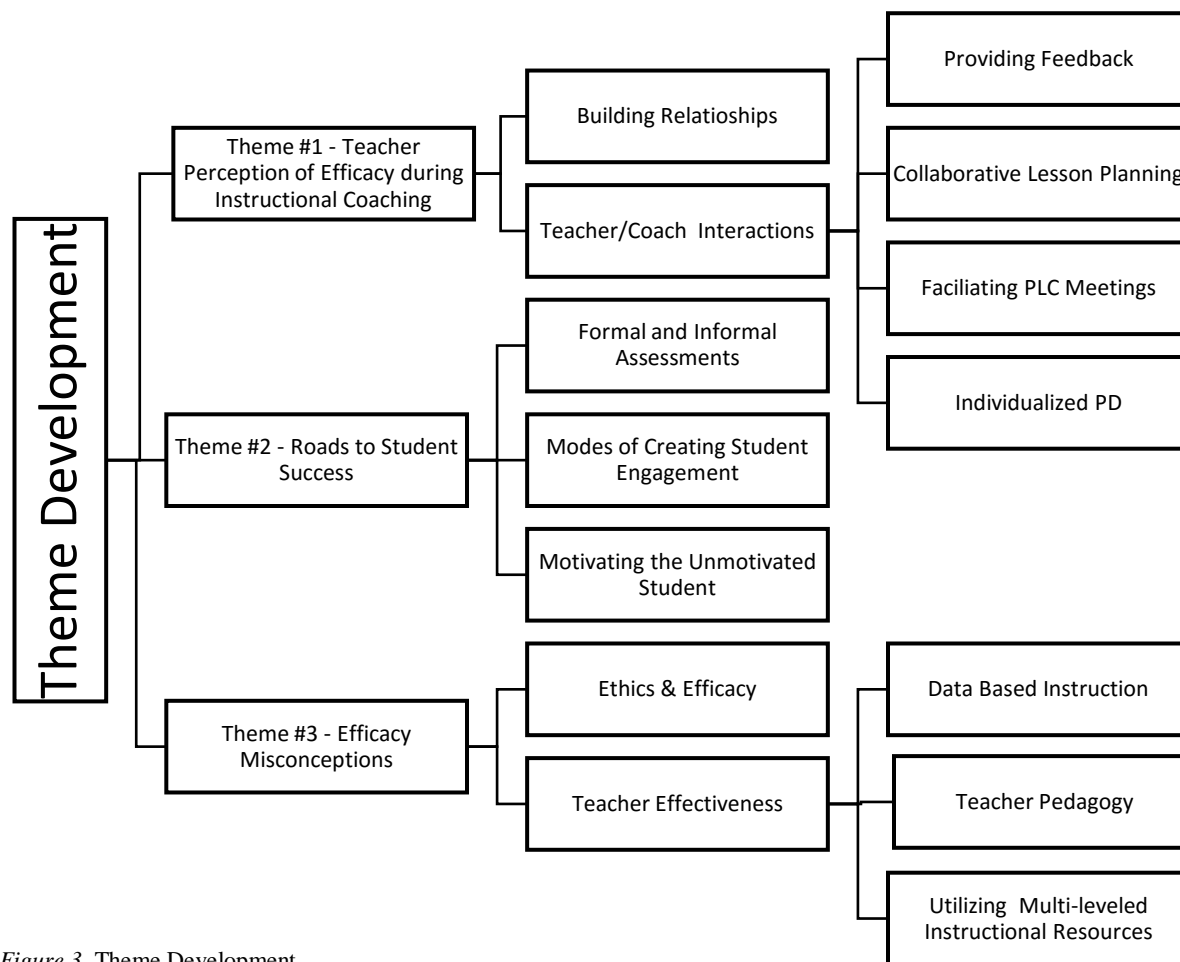 Theme Development
Theme #1 - Teacher
Perception of Efficacy during
Instructional Coaching
Building Relatioships
Teacher/Coach Interactions
Providing Feedback
Collaborative Lesson Planning
Faciliating PLC Meetings
Individualized PD
Theme #2 - Roads to Student
Success
Formal and Informal
Assessments
Modes of Creating Student
Engagement
Motivating the Unmotivated
Student
Theme #3 - Efficacy
Misconceptions
Ethics & Efficacy
Teacher Effectiveness
Data Based Instruction
Teacher Pedagogy
Utilizing Multi-leveled
Instructional Resources
Figure 3. Theme Development